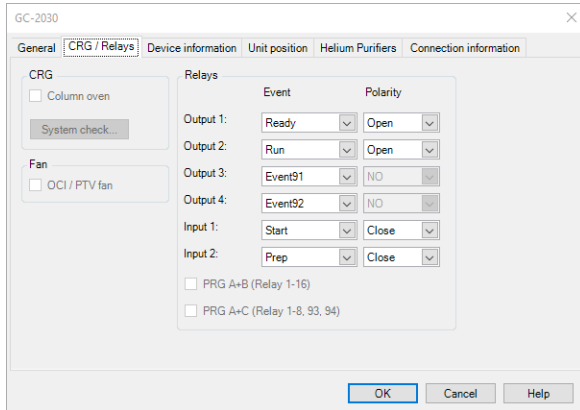 GC-2030
General CRG / Relays Device information Unit position Helium Purifiers Connection information
CRG
Column oven
System check...
Fan
OCI / PTV fan
Relays
Event Polarity
Output 1: Ready Open
Output 2: Run Open
Output 3: Event91 NO
Output 4: Event92 NO
Input 1: Start Close
Input 2: Prep Close
PRG A+B (Relay 1-16)
PRG A+C (Relay 1-8, 93, 94)
OK Cancel Help